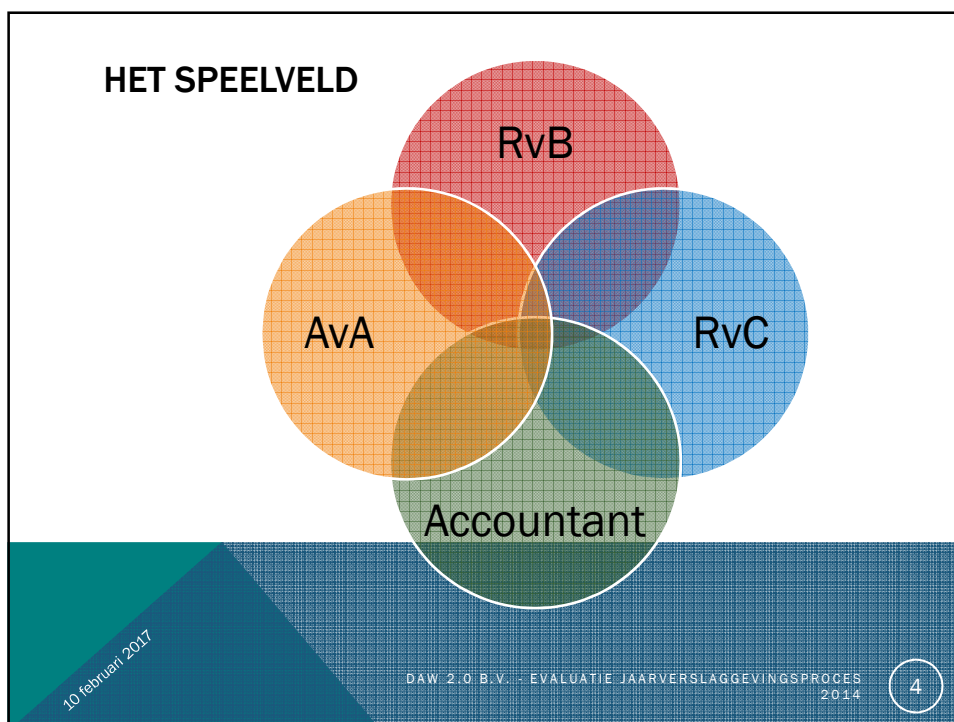 HET SPEELVELD
RvB
AvA
RvC
Accountant
10 februari 2017
DAW 2.0 B.V. - EVALUATIE JAARVERSLAGGEVINGSPROCES
2014
4